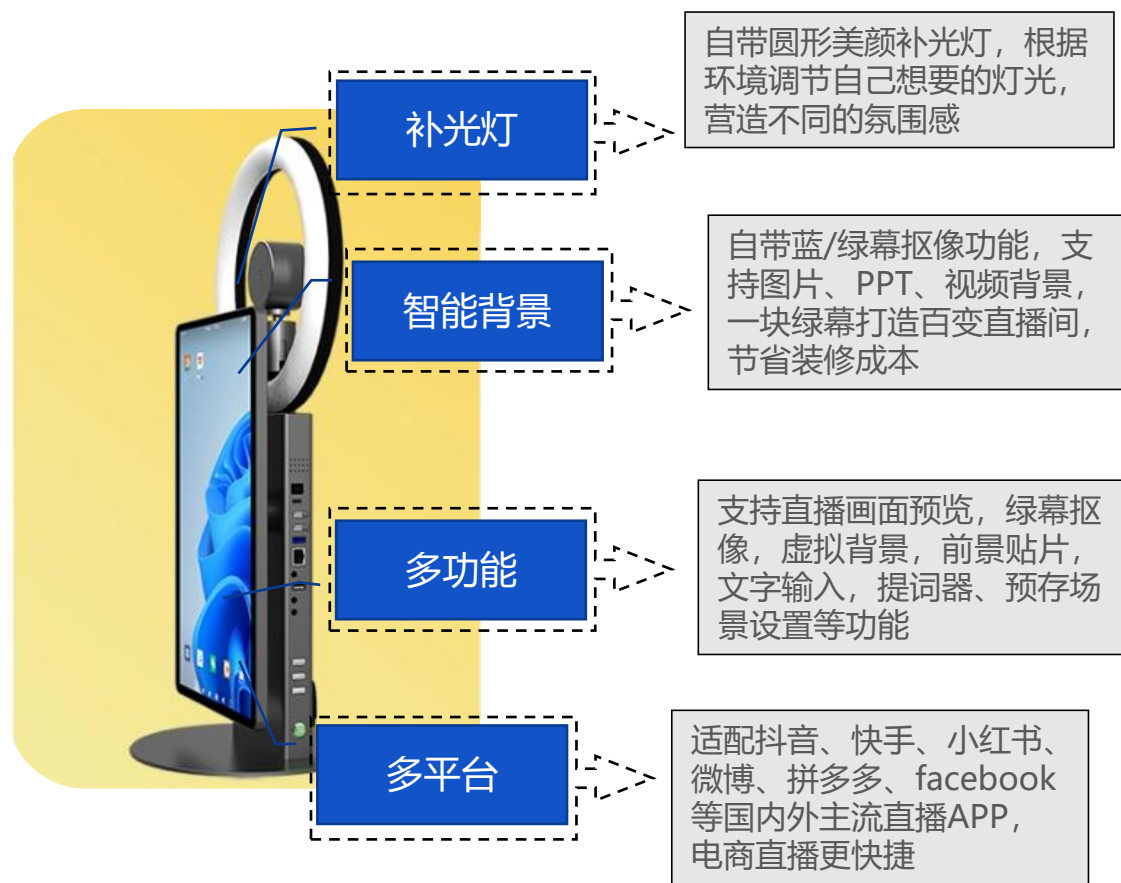 补光灯
自带圆形美颜补光灯，根据
环境调节自己想要的灯光，
营造不同的氛围感
智能背景
自带蓝/绿幕抠像功能，支
持图片、PPT、视频背景，
一块绿幕打造百变直播间，
节省装修成本
多功能
支持直播画面预览，绿幕抠
像，虚拟背景，前景贴片，
文字输入，提词器、预存场
景设置等功能
多平台
适配抖音、快手、小红书、
微博、拼多多、facebook
等国内外主流直播APP，
电商直播更快捷